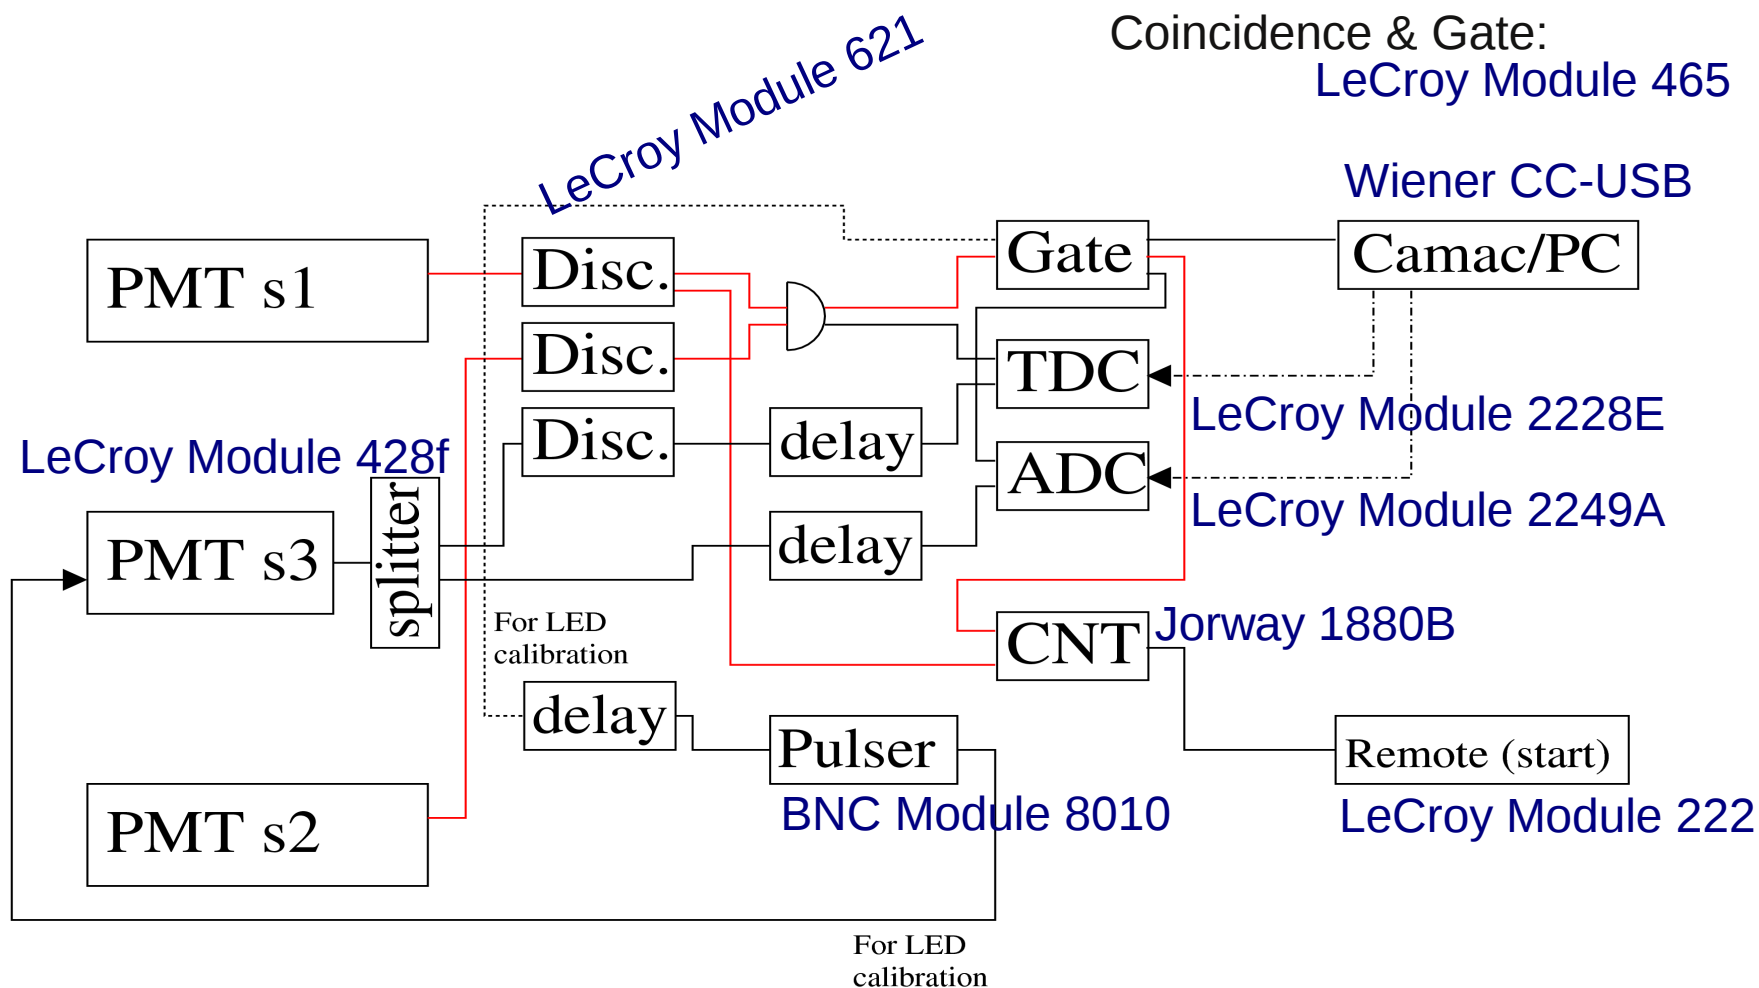 Coincidence & Gate:
LeCroy Module 465
LeCroy Module 621
Wiener CC-USB
Gate
Camac/PC
PMT s1
Disc.
Disc.
TDC
LeCroy Module 2228E
Disc.
delay
LeCroy Module 428f
ADC
LeCroy Module 2249A
splitter
PMT s3
delay
For LED
calibration
CNT
Jorway 1880B
delay
Pulser
Remote (start)
BNC Module 8010
LeCroy Module 222
PMT s2
For LED
calibration